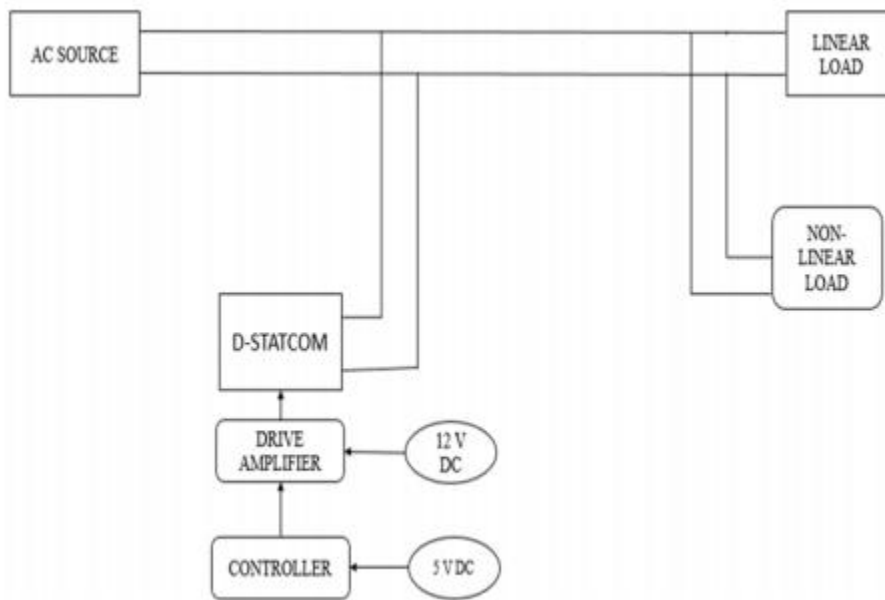 AC SOURCE
LINEAR
LOAD
NON-
LINEAR
LOAD
D-STATCOM
DRIVE
AMPLIFIER
12 V
DC
CONTROLLER
5 V DC